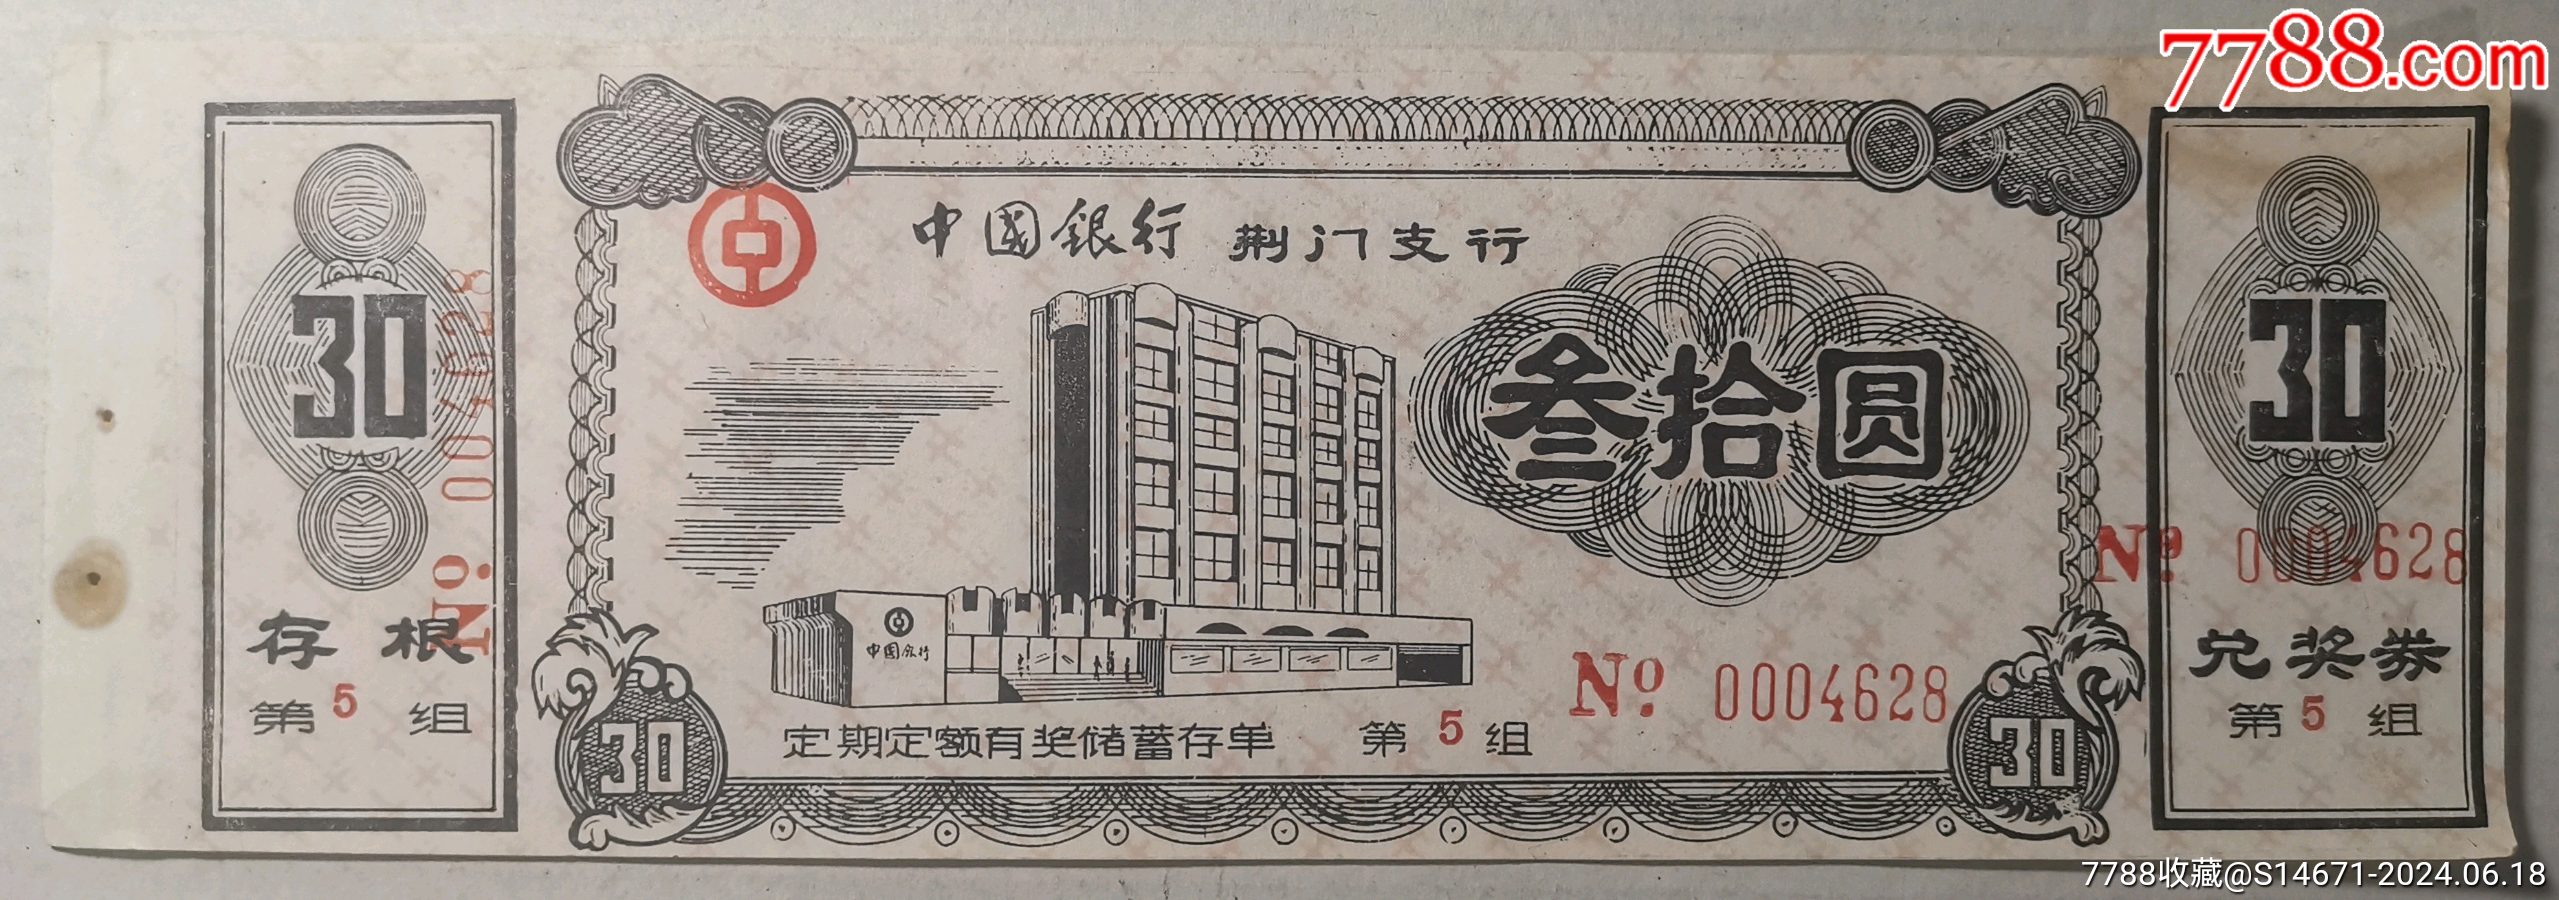 7788.com
30
No 0004628
存根
第5组
中國銀行 荆门支行
叁拾圆
中国银行
No 0004628
定期定额有奖储蓄存单 第5组
30
30
30
No 0004628
兑奖券
第5组
7788收藏@S14671-2024.06.18